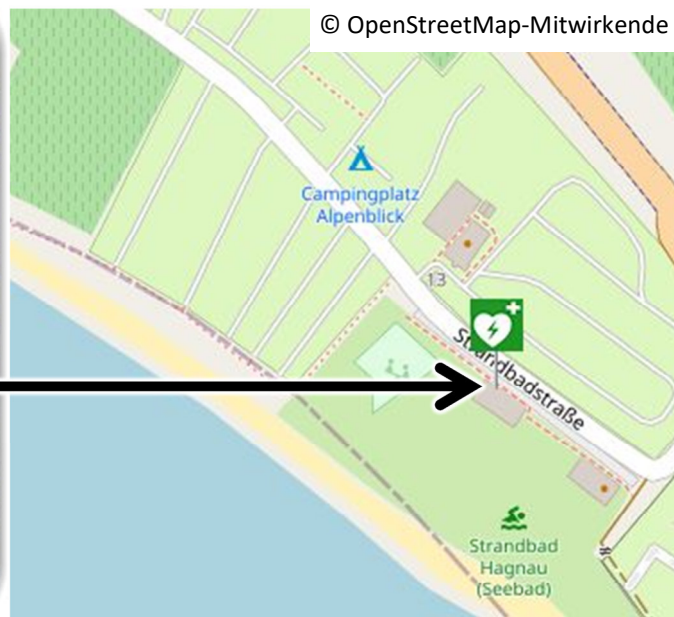 © OpenStreetMap-Mitwirkende
Campingplatz
Alpenblick
13
Strandbadstraße
Strandbad
Hagnau
(Seebad)